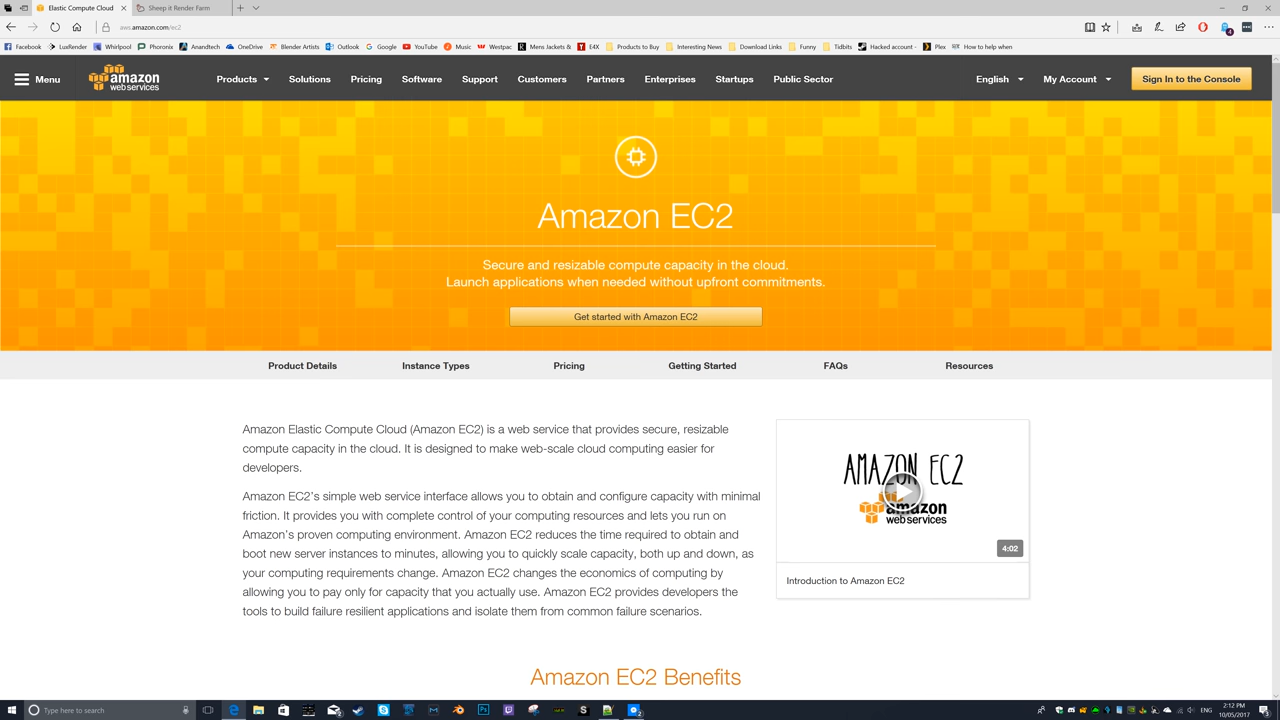 Elastic Compute Cloud
Sheep it Render Farm
aws.amazon.com/ec2
Facebook LuxRender Whirlpool Phoronix Anandtech OneDrive Blender Artists Outlook Google YouTube Music Westpac Mens Jackets & E4X Products to Buy Interesting News Download Links Funny Tidbits Hacked account - Plex How to help when
Menu amazon web services Products Solutions Pricing Software Support Customers Partners Enterprises Startups Public Sector English My Account Sign In to the Console
Amazon EC2
Secure and resizable compute capacity in the cloud.
Launch applications when needed without upfront commitments.
Get started with Amazon EC2
Product Details Instance Types Pricing Getting Started FAQs Resources
Amazon Elastic Compute Cloud (Amazon EC2) is a web service that provides secure, resizable
compute capacity in the cloud. It is designed to make web-scale cloud computing easier for
developers.
Amazon EC2's simple web service interface allows you to obtain and configure capacity with minimal
friction. It provides you with complete control of your computing resources and lets you run on
Amazon's proven computing environment. Amazon EC2 reduces the time required to obtain and
boot new server instances to minutes, allowing you to quickly scale capacity, both up and down, as
your computing requirements change. Amazon EC2 changes the economics of computing by
allowing you to pay only for capacity that you actually use. Amazon EC2 provides developers the
tools to build failure resilient applications and isolate them from common failure scenarios.
AMAZON EC2
amazon
web services
4:02
Introduction to Amazon EC2
Amazon EC2 Benefits
Type here to search
ENG
2:12 PM
10/05/2017